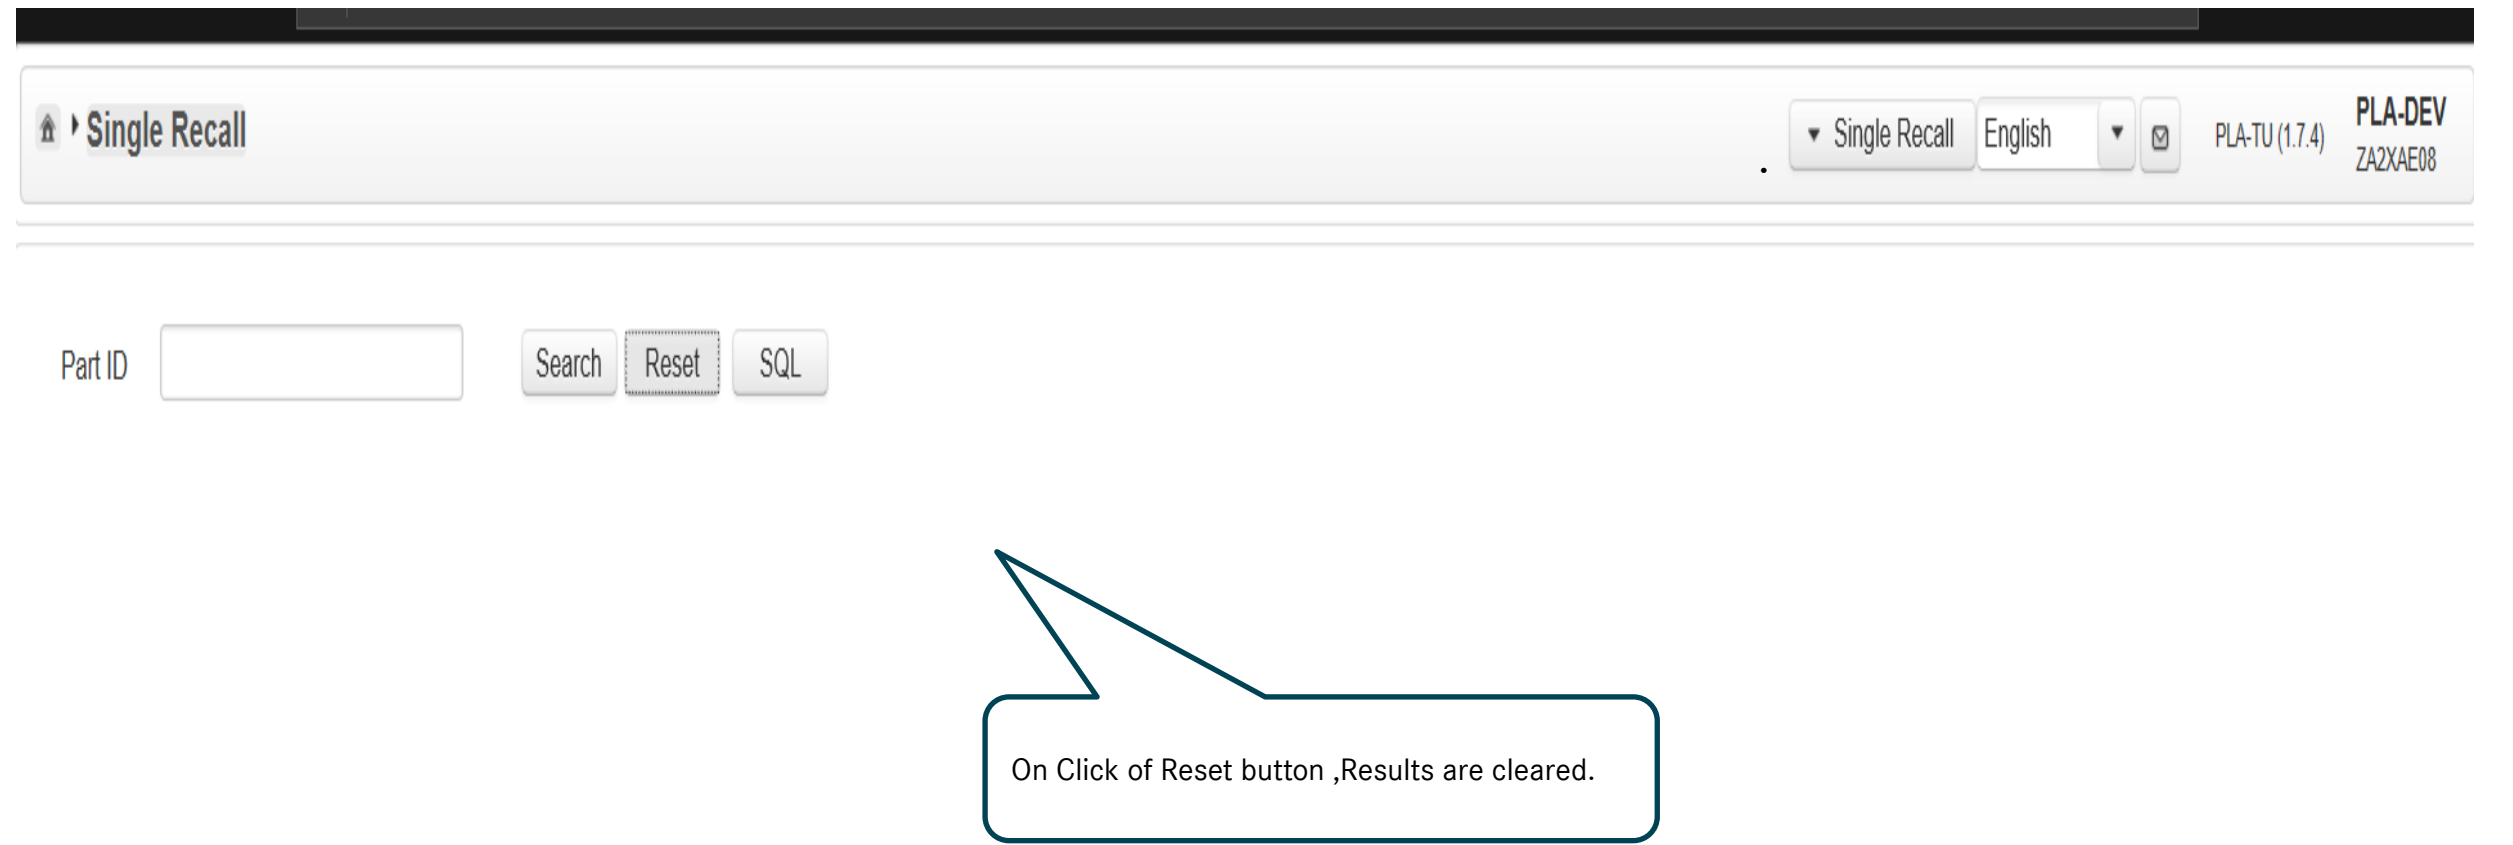 Single Recall
Single Recall
English
PLA-TU (1.7.4)
PLA-DEV
ZA2XAE08
.
Part ID
Search
Reset
SQL
On Click of Reset button ,Results are cleared.